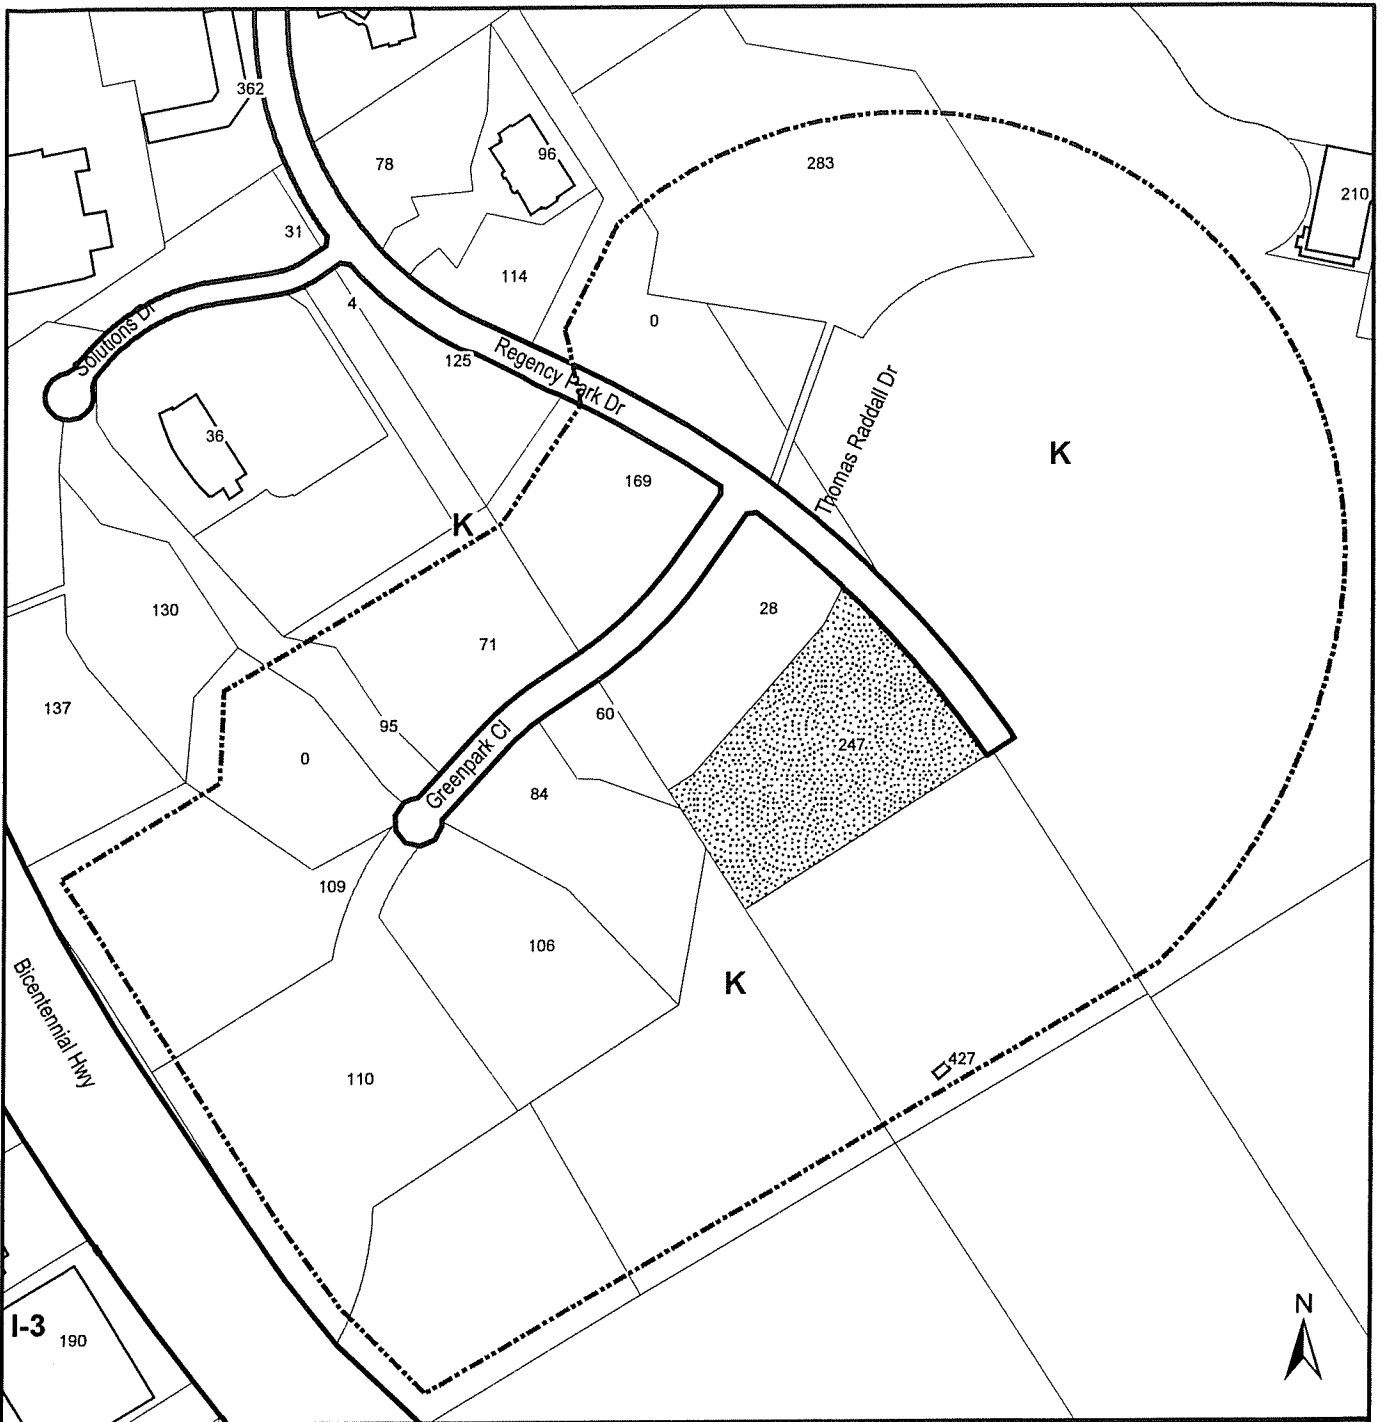 362
78
96
283
210
31
114
4
0
125
Solutions Dr
Regency Park Dr
Thomas Raddall Dr
36
K
169
K
130
28
71
137
95
60
0
247
Greenpark Cl
84
109
106
K
Bicentennial Hwy
427
110
N
I-3
190